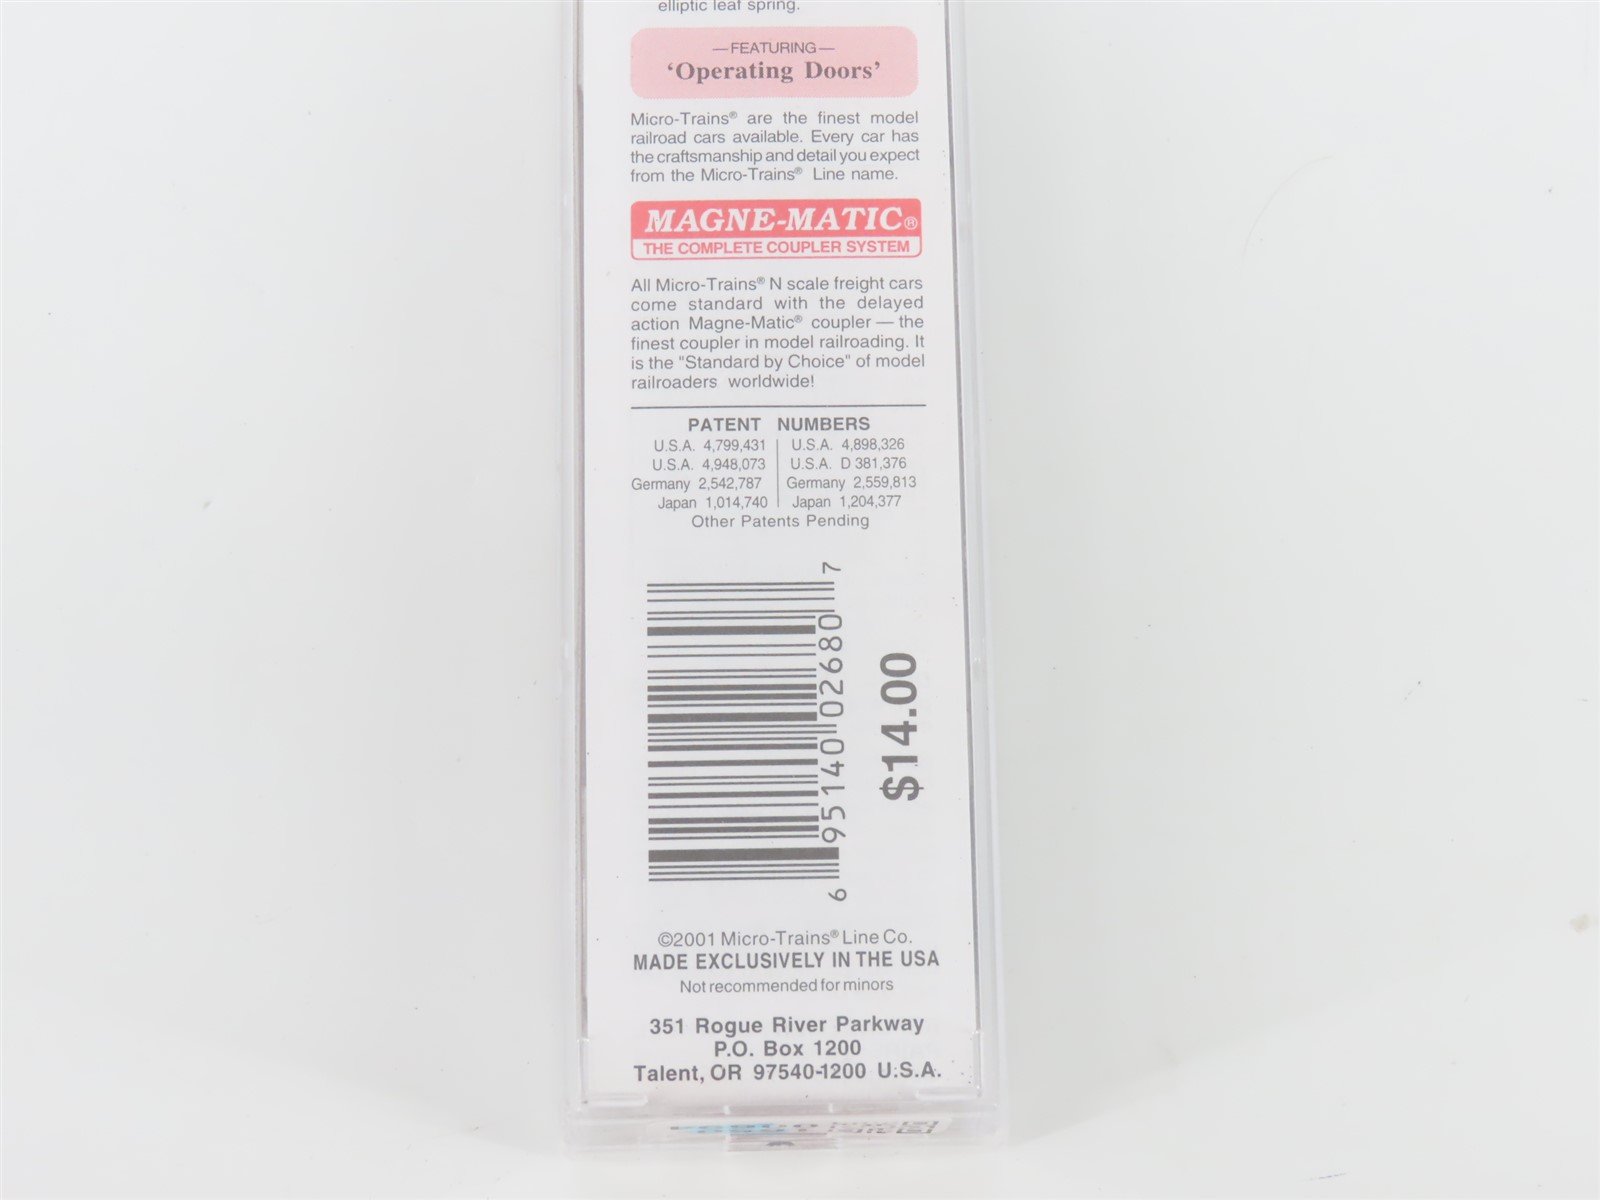 elliptic leaf spring.
—FEATURING—
‘Operating Doors’
Micro-Trains® are the finest model
railroad cars available. Every car has
the craftsmanship and detail you expect
from the Micro-Trains® Line name.
MAGNE-MATIC®
THE COMPLETE COUPLER SYSTEM
All Micro-Trains® N scale freight cars
come standard with the delayed
action Magne-Matic® coupler — the
finest coupler in model railroading. It
is the "Standard by Choice" of model
railroaders worldwide!
PATENT NUMBERS
U.S.A. 4,799,431 U.S.A. 4,898,326
U.S.A. 4,948,073 U.S.A. D 381,376
Germany 2,542,787 Germany 2,559,813
Japan 1,014,740 Japan 1,204,377
Other Patents Pending
6 95140 02680 7
$14.00
©2001 Micro-Trains® Line Co.
MADE EXCLUSIVELY IN THE USA
Not recommended for minors
351 Rogue River Parkway
P.O. Box 1200
Talent, OR 97540-1200 U.S.A.